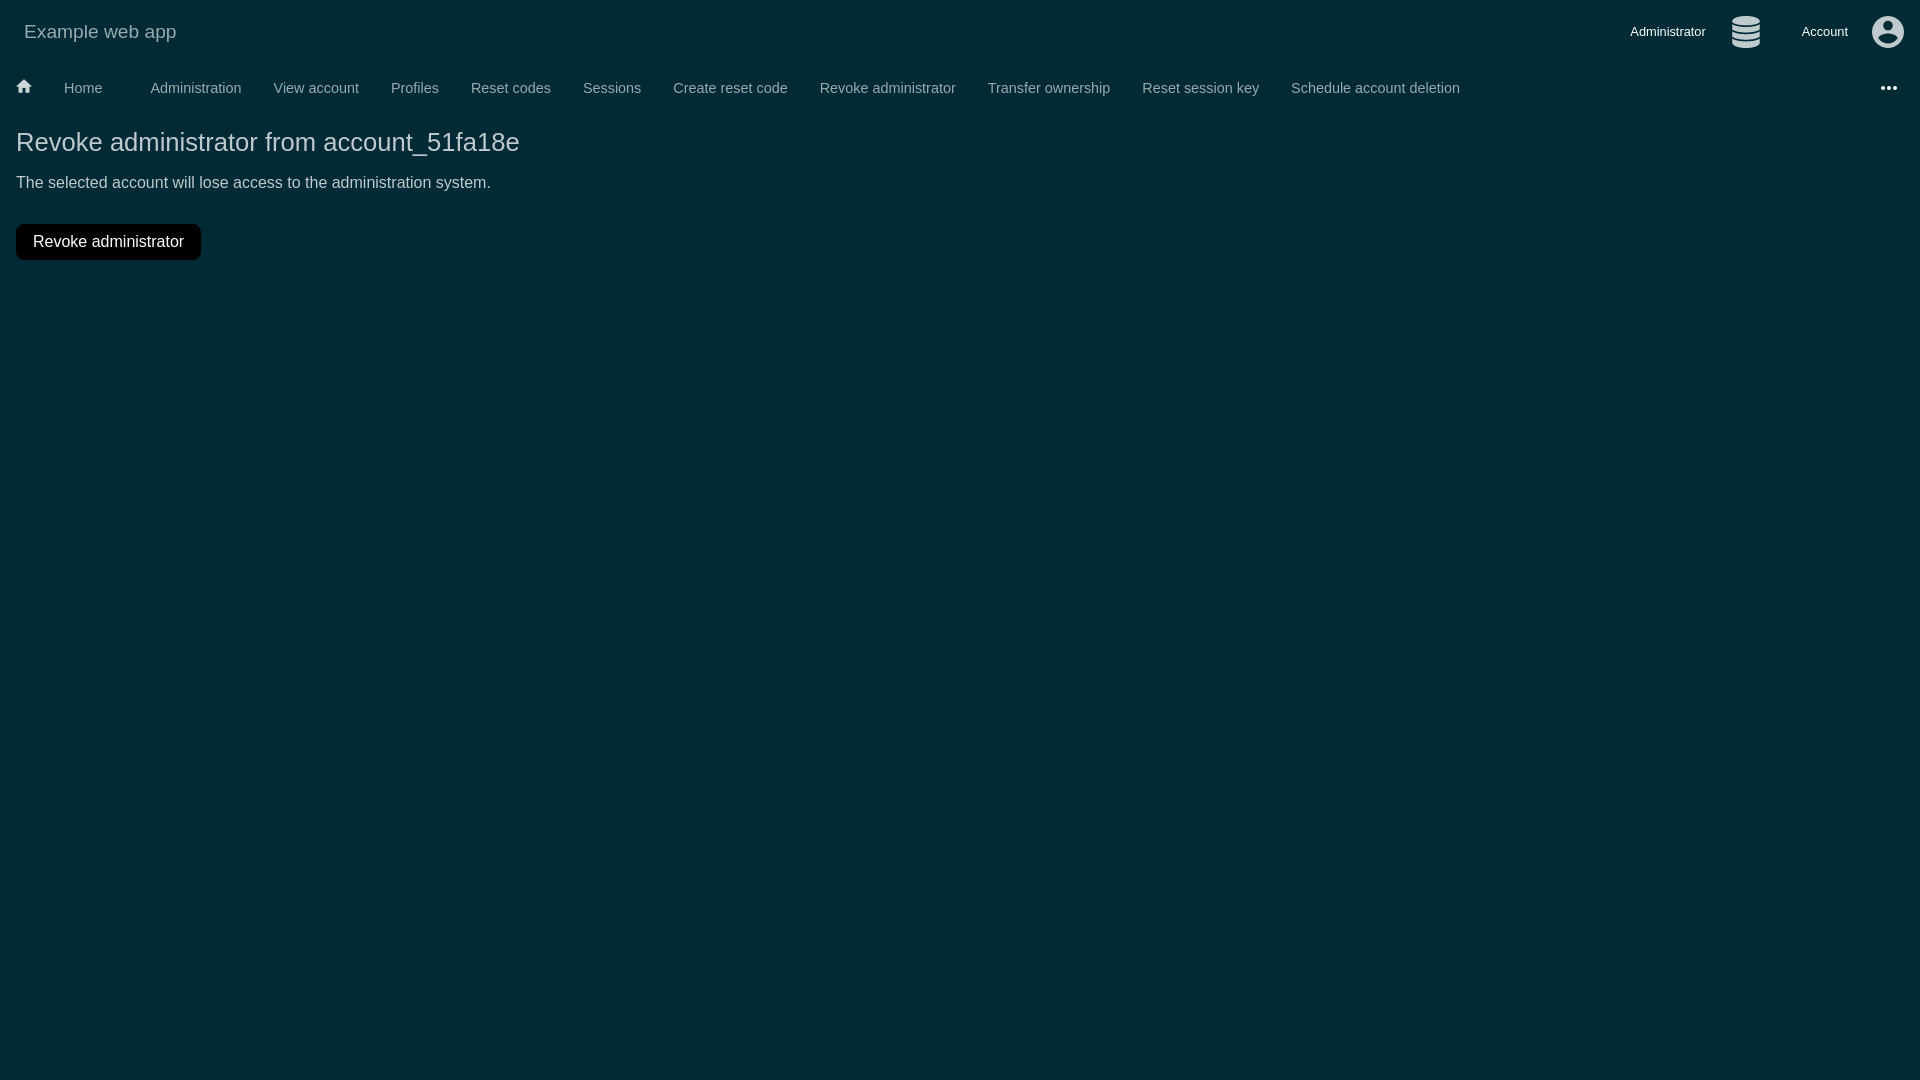 Example web app
Administrator
Account
Home
Administration
View account
Profiles
Reset codes
Sessions
Create reset code
Revoke administrator
Transfer ownership
Reset session key
Schedule account deletion
Revoke administrator from account_51fa18e
The selected account will lose access to the administration system.
Revoke administrator